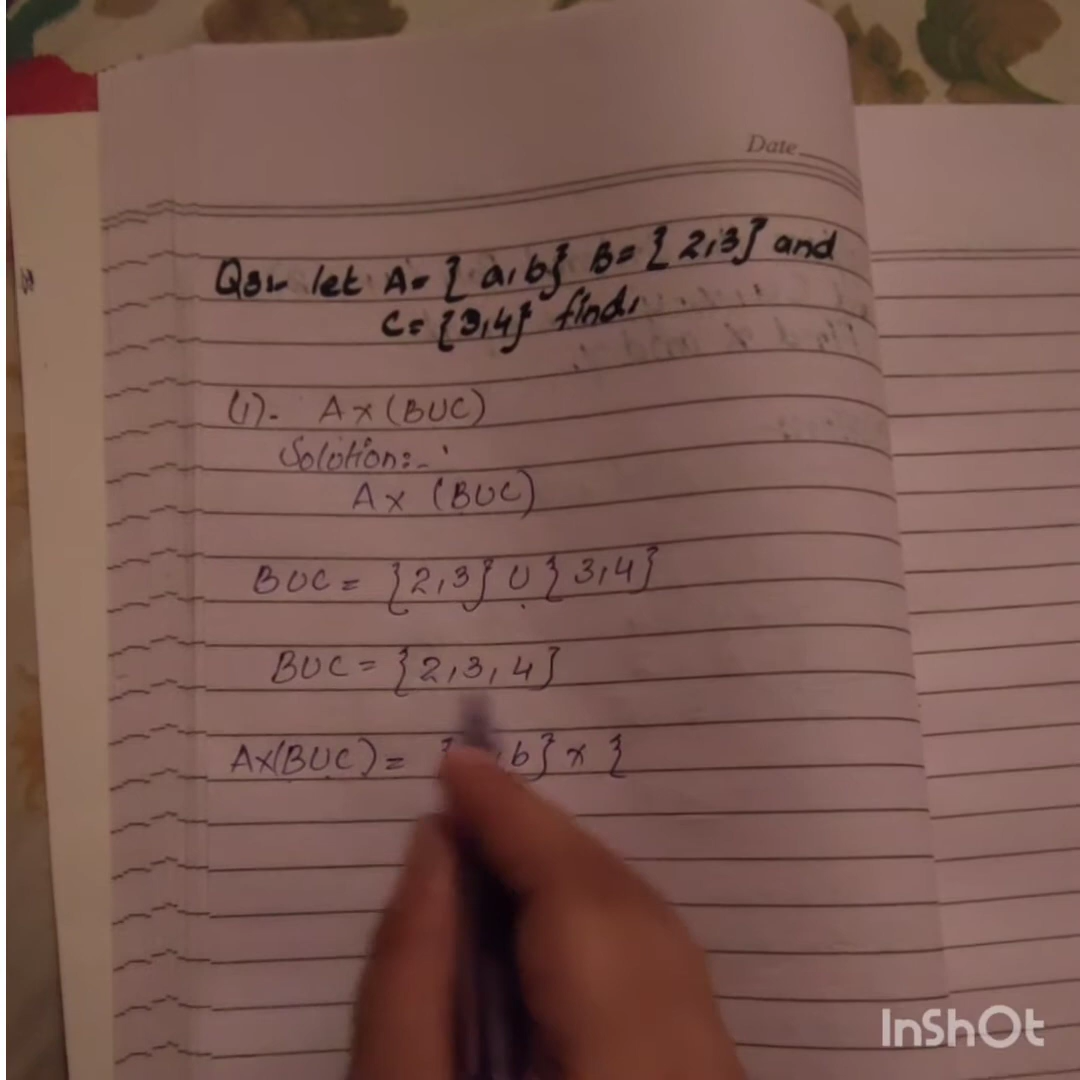 Date
Q3:- let A= { a,b} B= { 2,3} and
C= {3,4} find,
(1)- A×(BUC)
Solution:-
A× (BUC)
BUC = {2,3} U { 3,4}
BUC = {2,3,4}
A×(BUC) = { ,b} × {
InShOt